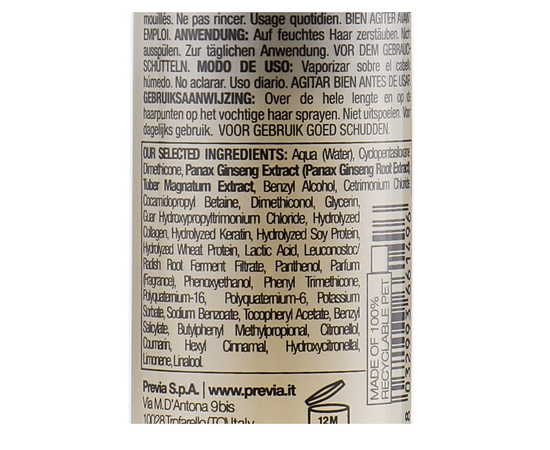 mouillés. Ne pas rincer. Usage quotidien. BIEN AGITER AVANT
EMPLOI. ANWENDUNG: Auf feuchtes Haar zerstäuben. Nicht
ausspülen. Zur täglichen Anwendung. VOR DEM GEBRAUCH
SCHÜTTELN. MODO DE USO: Vaporizar sobre el cabello
húmedo. No aclarar. Uso diario. AGITAR BIEN ANTES DE USAR.
GEBRUIKSAANWIJZING: Over de hele lengte en op de
haarpunten op het vochtige haar sprayen. Niet uitspoelen. Voor
dagelijks gebruik. VOOR GEBRUIK GOED SCHUDDEN.
OUR SELECTED INGREDIENTS: Aqua (Water), Cyclopentasiloxane,
Dimethicone, Panax Ginseng Extract (Panax Ginseng Root Extract),
Tuber Magnatum Extract, Benzyl Alcohol, Cetrimonium Chloride,
Cocamidopropyl Betaine, Dimethiconol, Glycerin,
Guar Hydroxypropyltrimonium Chloride, Hydrolyzed
Collagen, Hydrolyzed Keratin, Hydrolyzed Soy Protein,
Hydrolyzed Wheat Protein, Lactic Acid, Leuconostoc/
Radish Root Ferment Filtrate, Panthenol, Parfum
(Fragrance), Phenoxyethanol, Phenyl Trimethicone,
Polyquaternium-16, Polyquaternium-6, Potassium
Sorbate, Sodium Benzoate, Tocopheryl Acetate, Benzyl
Salicylate, Butylphenyl Methylpropional, Citronellol,
Coumarin, Hexyl Cinnamal, Hydroxycitronellal,
Limonene, Linalool.
Previa S.p.A. | www.previa.it
Via M. D'Antona 9bis
10028 Trofarello (TO) Italy
12M
MADE OF 100%
RECYCLABLE PET
8 032993 661496